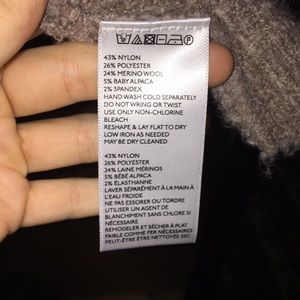 43% NYLON
26% POLYESTER
24% MERINO WOOL
5% BABY ALPACA
2% SPANDEX
HAND WASH COLD SEPARATELY
DO NOT WRING OR TWIST
USE ONLY NON-CHLORINE
BLEACH
RESHAPE & LAY FLAT TO DRY
LOW IRON AS NEEDED
MAY BE DRY CLEANED
43% NYLON
26% POLYESTER
24% LAINE MÉRINOS
5% BÉBÉ ALPACA
2% ÉLASTHANNE
LAVER SÉPARÉMENT À LA MAIN À
L'EAU FROIDE
NE PAS ESSORER OU TORDRE
UTILISER UN AGENT DE
BLANCHIMENT SANS CHLORE SI
NÉCESSAIRE
REMODELER ET SÉCHER À PLAT
FAIBLE COMME FER NÉCESSAIRES
PEUT-ÊTRE ÊTRE NETTOYÉE SEC